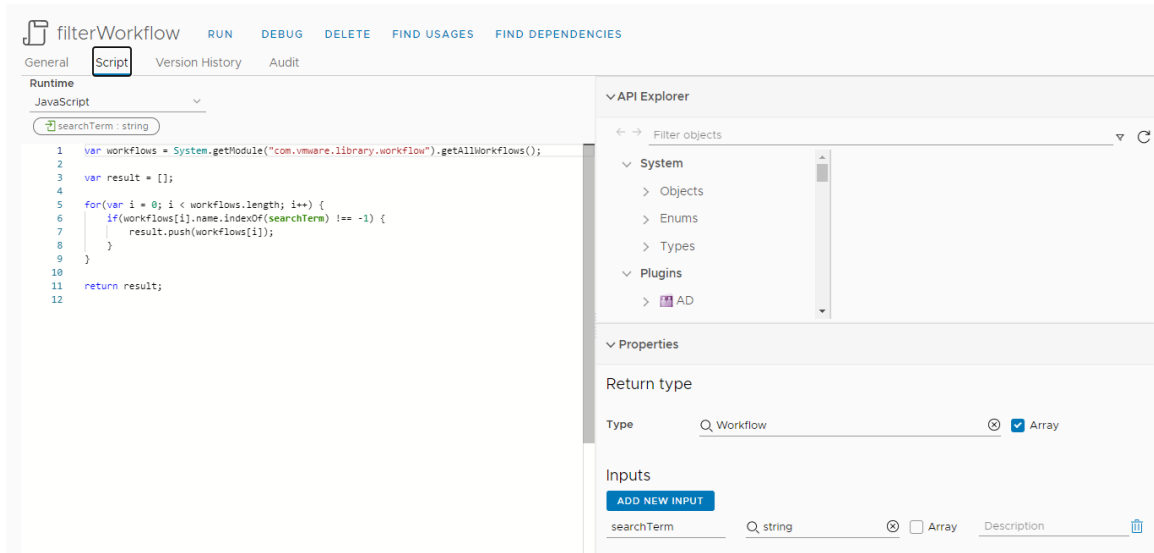 filterWorkflow RUN DEBUG DELETE FIND USAGES FIND DEPENDENCIES
General Script Version History Audit
Runtime
JavaScript
searchTerm : string
1 var workflows = System.getModule("com.vmware.library.workflow").getAllWorkflows();
2
3 var result = [];
4
5 for(var i = 0; i < workflows.length; i++) {
6 if(workflows[i].name.indexOf(searchTerm) !== -1) {
7 result.push(workflows[i]);
8 }
9 }
10
11 return result;
12
API Explorer
Filter objects
System
Objects
Enums
Types
Plugins
AD
Properties
Return type
Type Workflow Array
Inputs
ADD NEW INPUT
searchTerm string Array Description